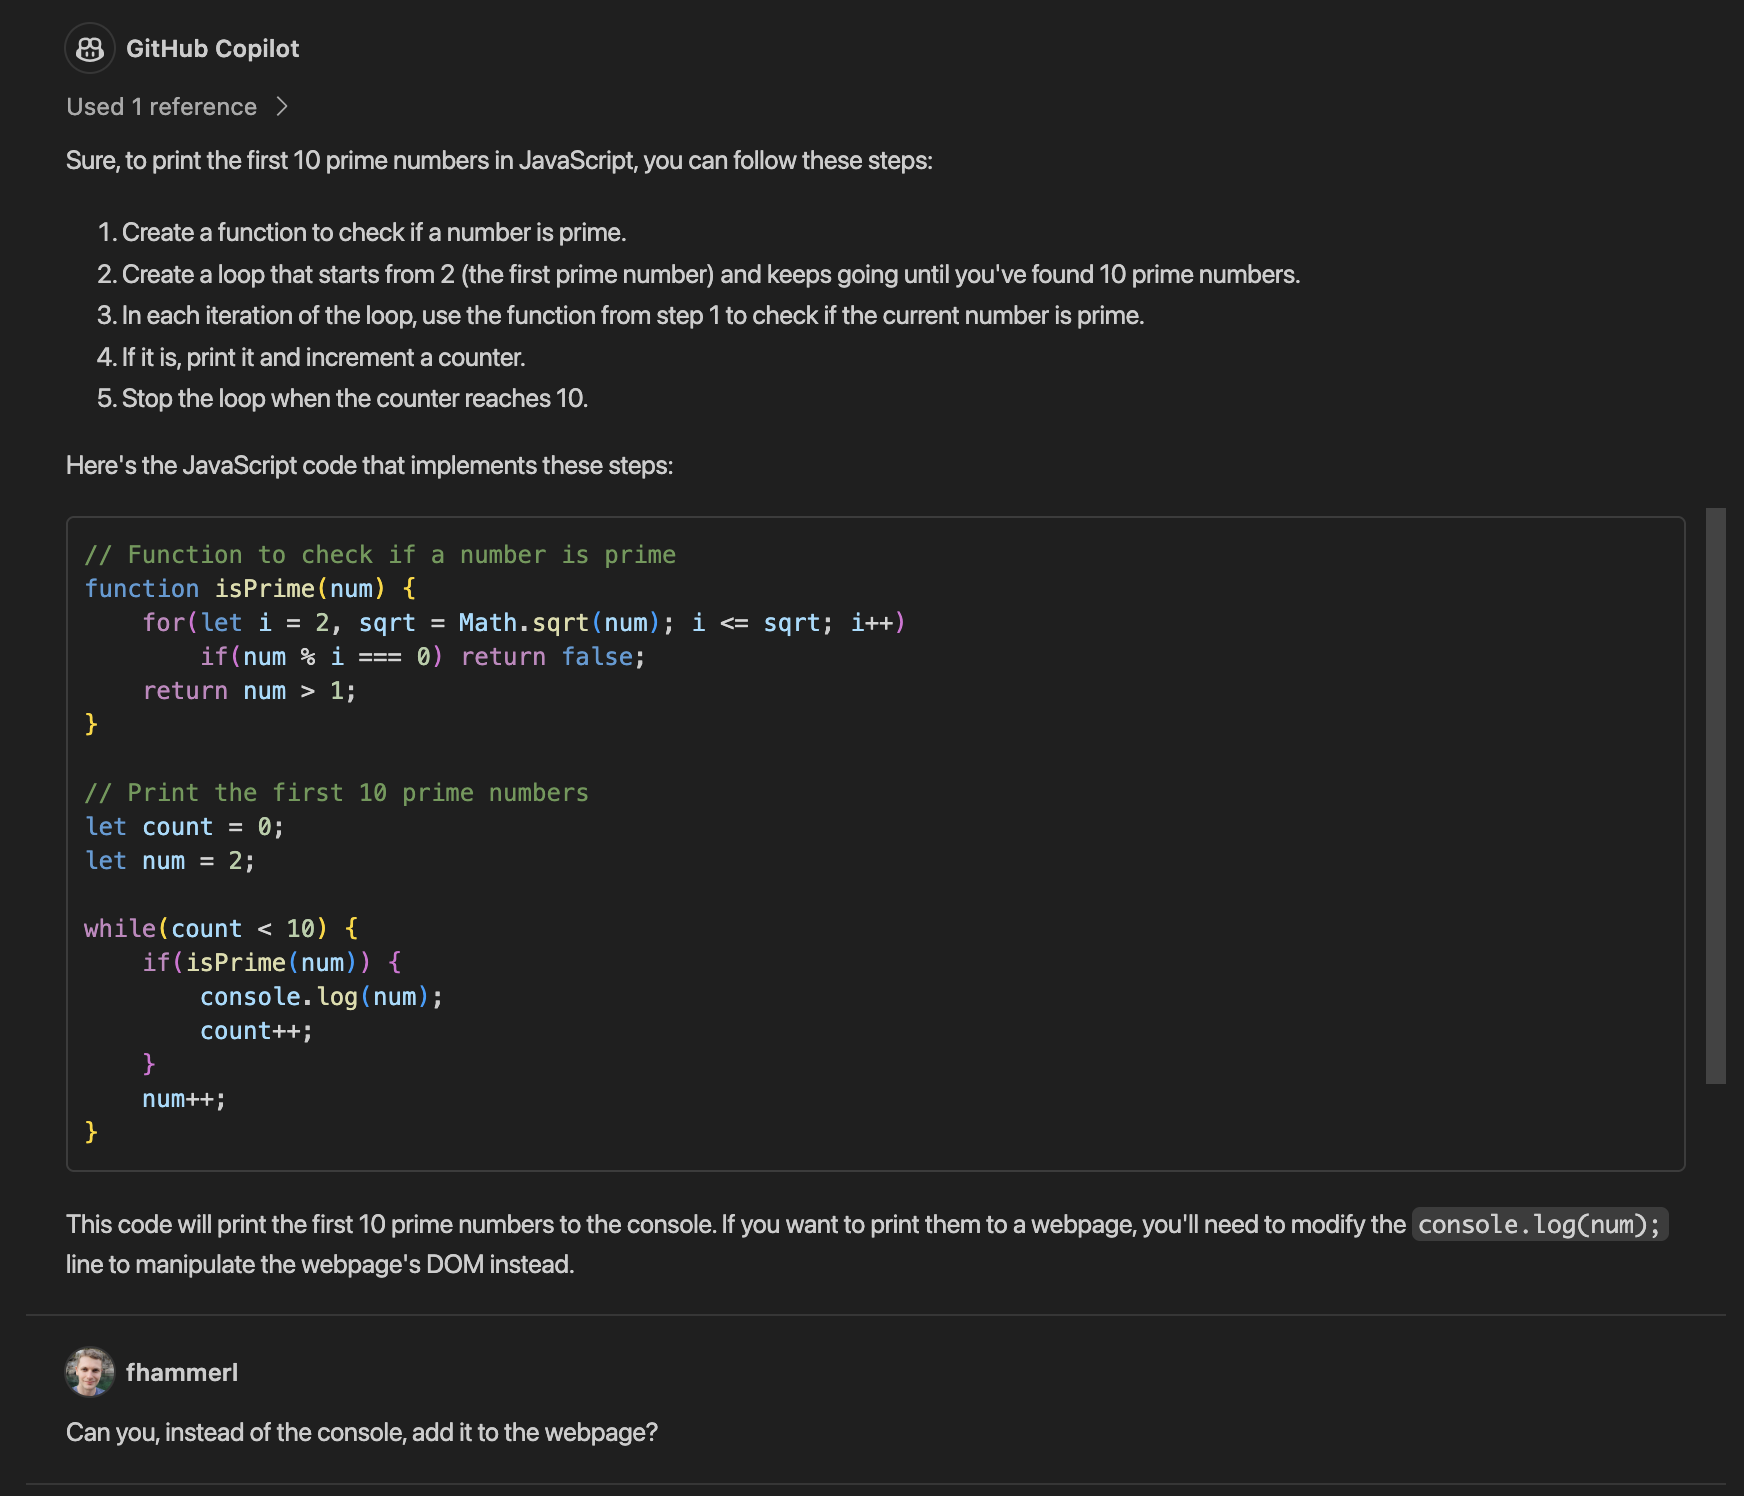 GitHub Copilot
Used 1 reference
Sure, to print the first 10 prime numbers in JavaScript, you can follow these steps:
1. Create a function to check if a number is prime.
2. Create a loop that starts from 2 (the first prime number) and keeps going until you've found 10 prime numbers.
3. In each iteration of the loop, use the function from step 1 to check if the current number is prime.
4. If it is, print it and increment a counter.
5. Stop the loop when the counter reaches 10.
Here's the JavaScript code that implements these steps:
// Function to check if a number is prime
function isPrime(num) {
    for(let i = 2, sqrt = Math.sqrt(num); i <= sqrt; i++)
        if(num % i === 0) return false;
    return num > 1;
}
// Print the first 10 prime numbers
let count = 0;
let num = 2;
while(count < 10) {
    if(isPrime(num)) {
        console.log(num);
        count++;
    }
    num++;
}
This code will print the first 10 prime numbers to the console. If you want to print them to a webpage, you'll need to modify the console.log(num);
line to manipulate the webpage's DOM instead.
fhammerl
Can you, instead of the console, add it to the webpage?